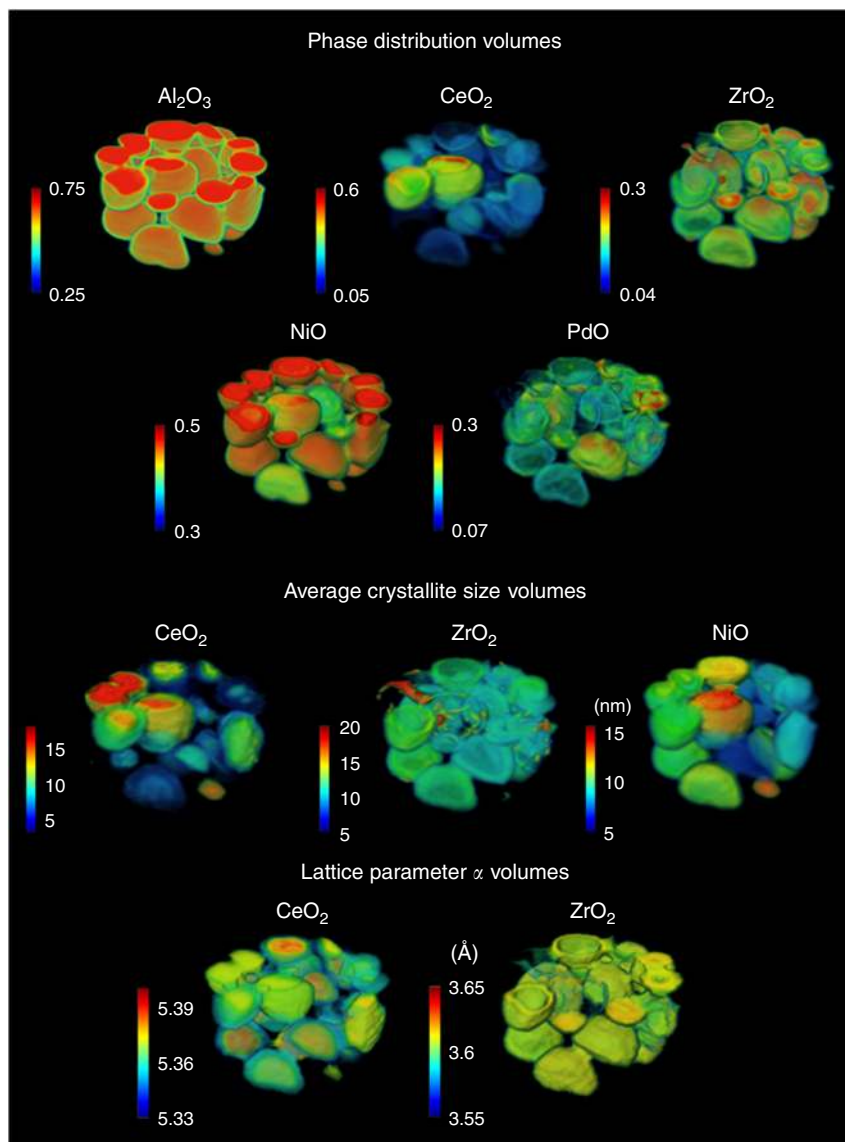 Phase distribution volumes
Al₂O₃ CeO₂ ZrO₂
0.75 0.6 0.3
0.25 0.05 0.04
NiO PdO
0.5 0.3
0.3 0.07
Average crystallite size volumes
CeO₂ ZrO₂ NiO
(nm)
15 20 15
10 15 10
5 10 5
5
Lattice parameter α volumes
CeO₂ ZrO₂
(Å)
5.39 3.65
5.36 3.6
5.33 3.55